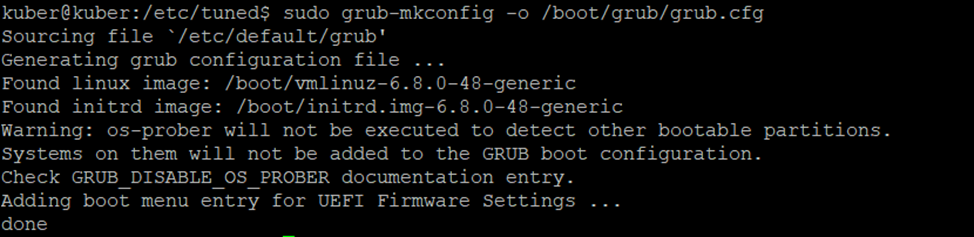 kuber@kuber:/etc/tuned$ sudo grub-mkconfig -o /boot/grub/grub.cfg
Sourcing file `/etc/default/grub'
Generating grub configuration file ...
Found linux image: /boot/vmlinuz-6.8.0-48-generic
Found initrd image: /boot/initrd.img-6.8.0-48-generic
Warning: os-prober will not be executed to detect other bootable partitions.
Systems on them will not be added to the GRUB boot configuration.
Check GRUB_DISABLE_OS_PROBER documentation entry.
Adding boot menu entry for UEFI Firmware Settings ...
done